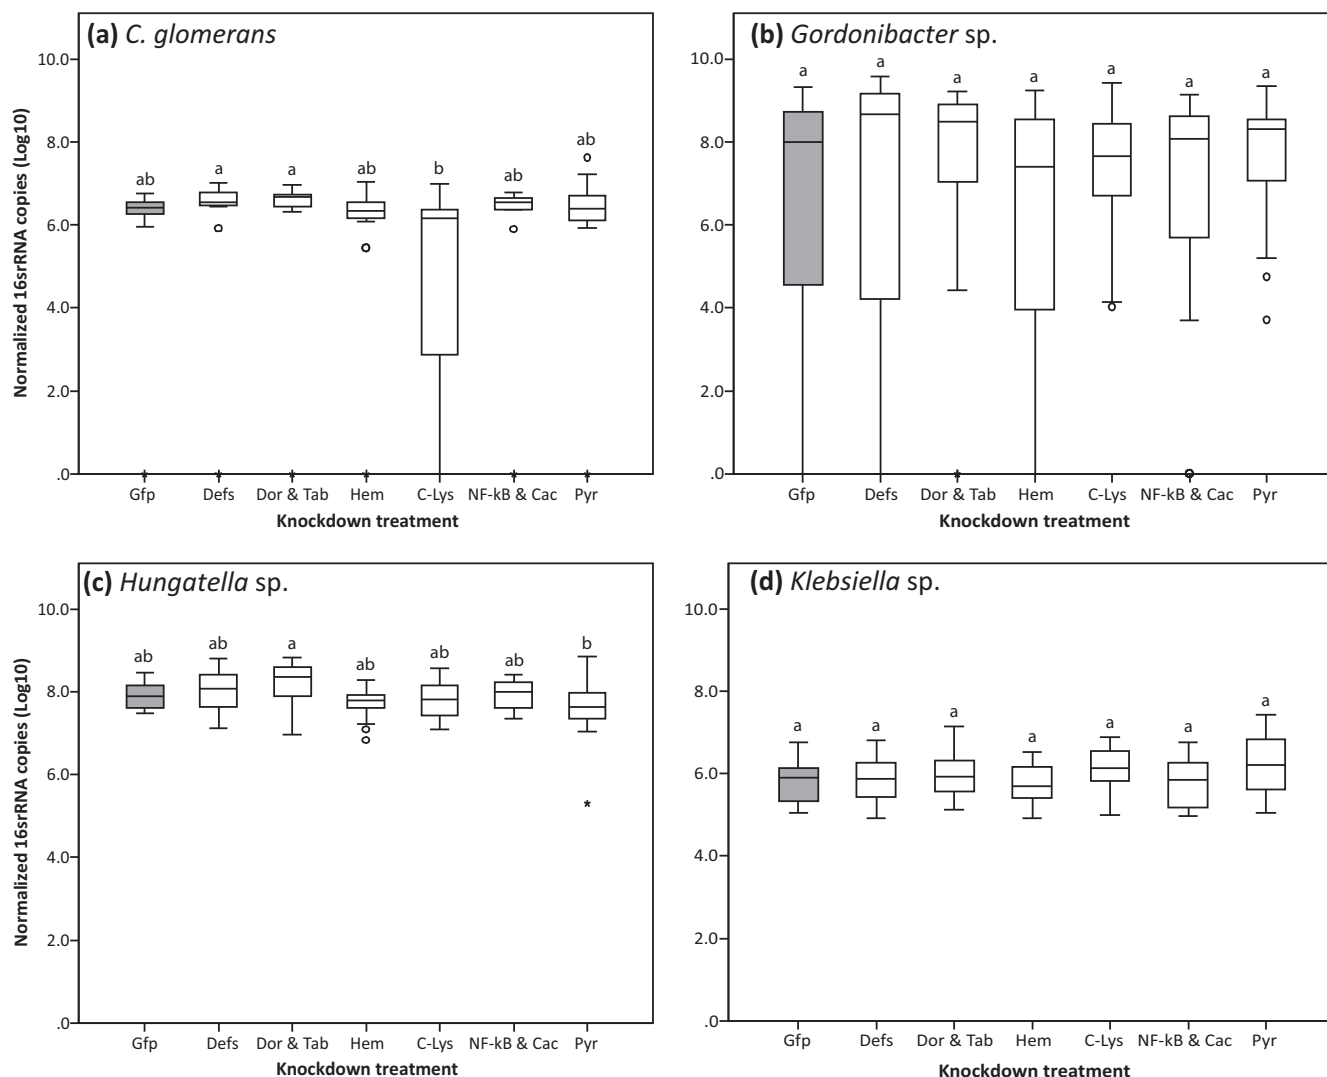 (a) C. glomerans
Normalized 16srRNA copies (Log10)
10.0
8.0
6.0
4.0
2.0
.0
ab a a ab b ab ab
Gfp Defs Dor & Tab Hem C-Lys NF-kB & Cac Pyr
Knockdown treatment
(b) Gordonibacter sp.
10.0
8.0
6.0
4.0
2.0
.0
a a a a a a a
Gfp Defs Dor & Tab Hem C-Lys NF-kB & Cac Pyr
Knockdown treatment
(c) Hungatella sp.
Normalized 16srRNA copies (Log10)
10.0
8.0
6.0
4.0
2.0
.0
ab ab a ab ab ab b
Gfp Defs Dor & Tab Hem C-Lys NF-kB & Cac Pyr
Knockdown treatment
(d) Klebsiella sp.
10.0
8.0
6.0
4.0
2.0
.0
a a a a a a a
Gfp Defs Dor & Tab Hem C-Lys NF-kB & Cac Pyr
Knockdown treatment